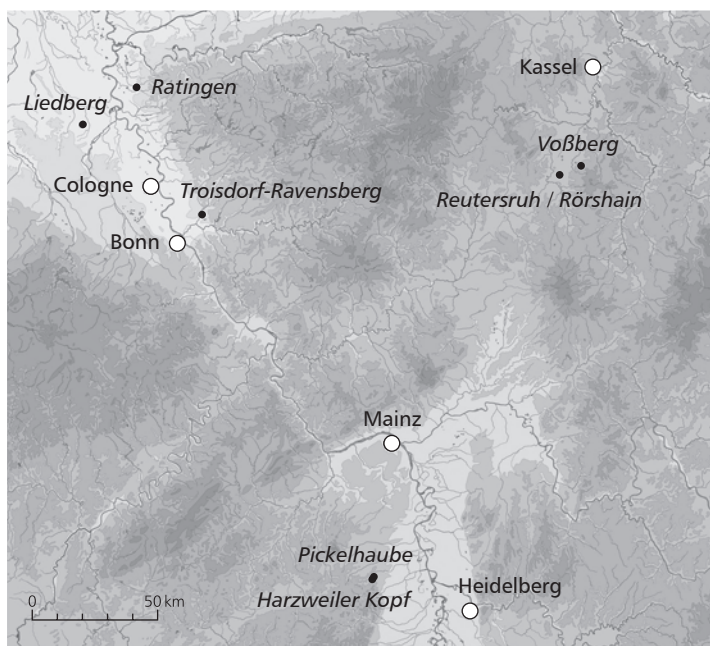 Kassel
Ratingen
Liedberg
Voßberg
Cologne
Troisdorf-Ravensberg
Reutersruh / Rörshain
Bonn
Mainz
Pickelhaube
Heidelberg
Harzweiler Kopf
0 50 km